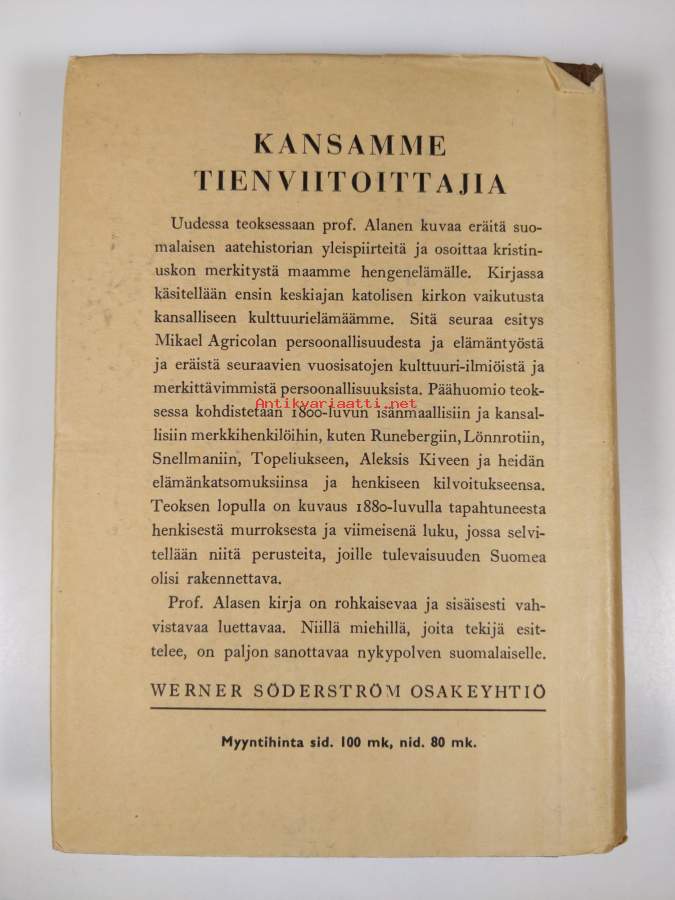 KANSAMME
TIENVIITOITTAJIA
Uudessa teoksessaan prof. Alanen kuvaa eräitä suo-
malaisen aatehistorian yleispiirteitä ja osoittaa kristin-
uskon merkitystä maamme hengenelämälle. Kirjassa
käsitellään ensin keskiajan katolisen kirkon vaikutusta
kansalliseen kulttuurielämäämme. Sitä seuraa esitys
Mikael Agricolan persoonallisuudesta ja elämäntyöstä
ja eräistä seuraavien vuosisatojen kulttuuri-ilmiöistä ja
merkittävimmistä persoonallisuuksista. Päähuomio teok-
Antikvariaatti.net
sessa kohdistetaan 1800-luvun isänmaallisiin ja kansal-
lisiin merkkihenkilöihin, kuten Runebergiin, Lönnrotiin,
Snellmaniin, Topeliukseen, Aleksis Kiveen ja heidän
elämänkatsomuksiinsa ja henkiseen kilvoitukseensa.
Teoksen lopulla on kuvaus 1880-luvulla tapahtuneesta
henkisestä murroksesta ja viimeisenä luku, jossa selvi-
tellään niitä perusteita, joille tulevaisuuden Suomea
olisi rakennettava.
Prof. Alasen kirja on rohkaisevaa ja sisäisesti vah-
vistavaa luettavaa. Niillä miehillä, joita tekijä esit-
telee, on paljon sanottavaa nykypolven suomalaiselle.
WERNER SÖDERSTRÖM OSAKEYHTIÖ
Myyntihinta sid. 100 mk, nid. 80 mk.